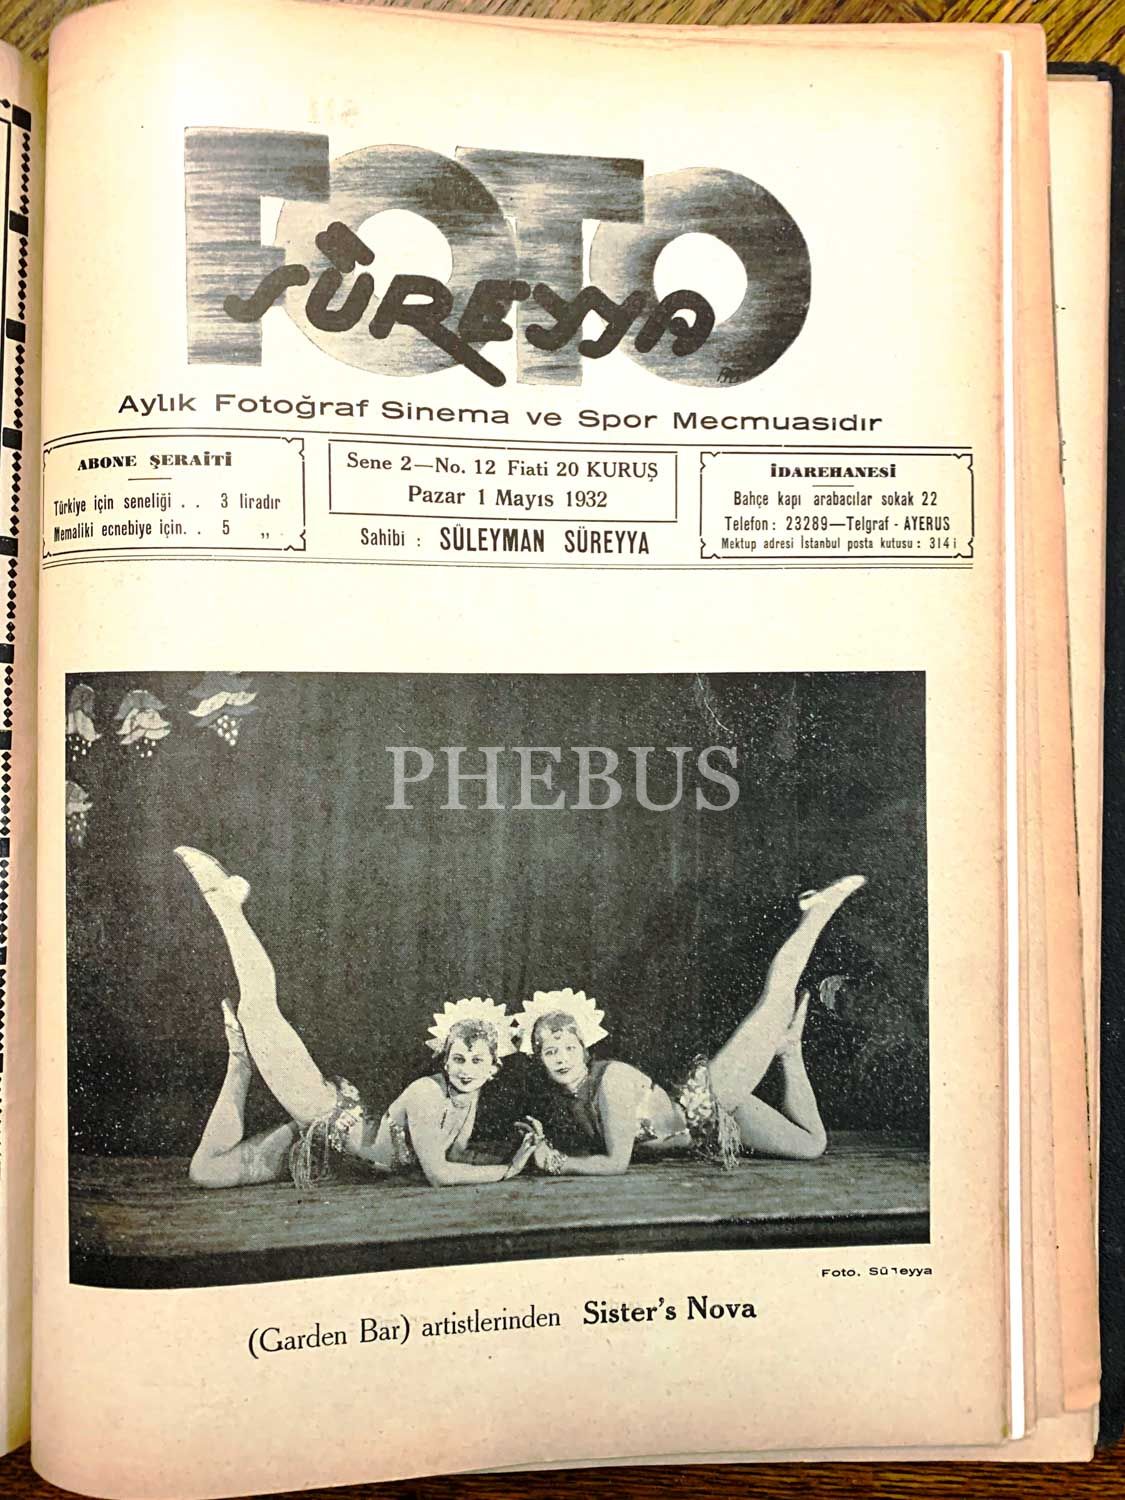 FOTO
SÜREYYA
Aylık Fotoğraf Sinema ve Spor Mecmuasıdır
ABONE ŞERAİTİ
Türkiye için seneliği . . 3 liradır
Memaliki ecnebiye için. . 5 „
Sene 2—No. 12 Fiati 20 KURUŞ
Pazar 1 Mayıs 1932
Sahibi : SÜLEYMAN SÜREYYA
İDAREHANESİ
Bahçe kapı arabacılar sokak 22
Telefon : 23289—Telgraf - AYERUS
Mektup adresi İstanbul posta kutusu : 314 i
PHEBUS
Foto. Süreyya
(Garden Bar) artistlerinden Sister's Nova